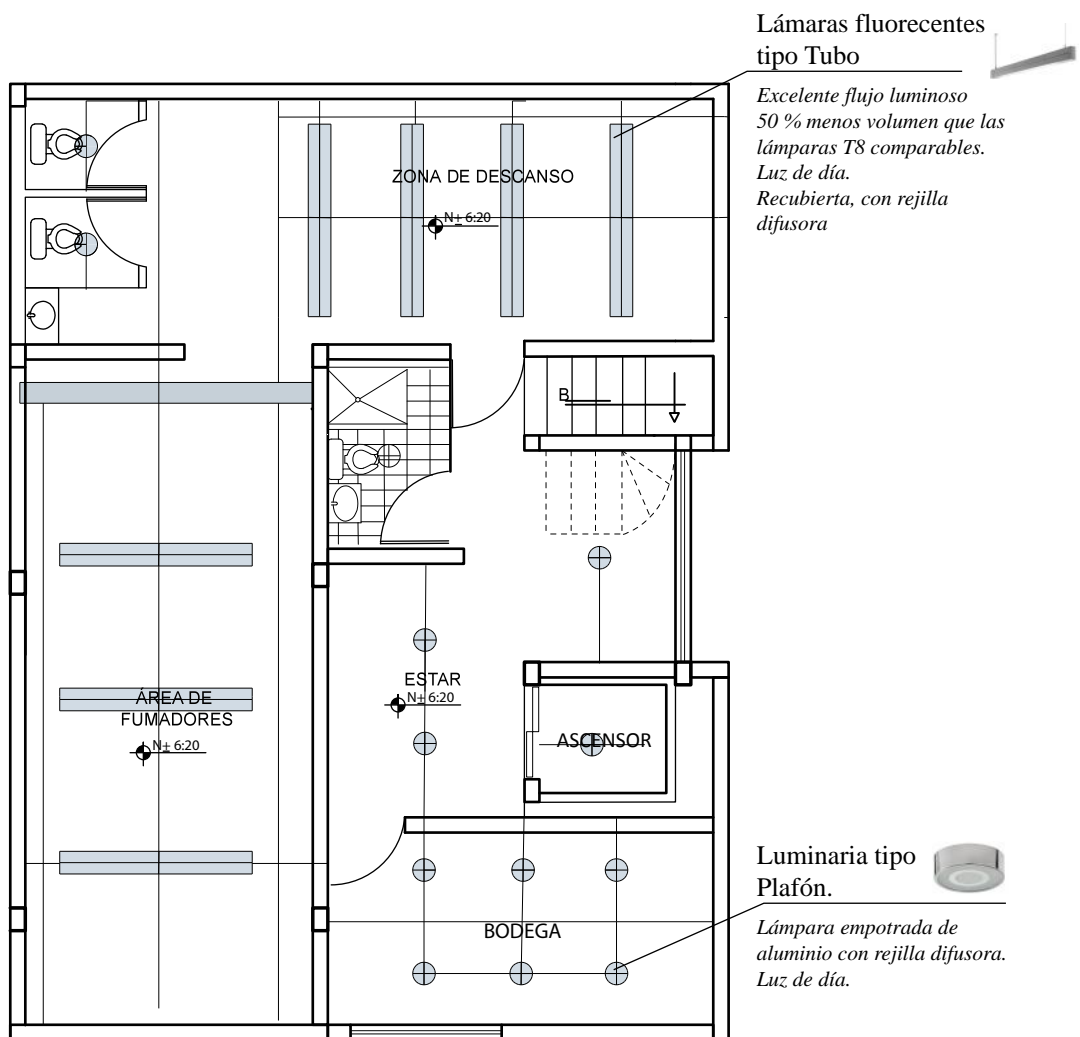 Lámaras fluorecentes
tipo Tubo
Excelente flujo luminoso
50 % menos volumen que las
lámparas T8 comparables.
Luz de día.
Recubierta, con rejilla
difusora
ZONA DE DESCANSO
N± 6:20
B
ESTAR
N± 6:20
ÁREA DE
FUMADORES
N± 6:20
ASCENSOR
BODEGA
Luminaria tipo
Plafón.
Lámpara empotrada de
aluminio con rejilla difusora.
Luz de día.